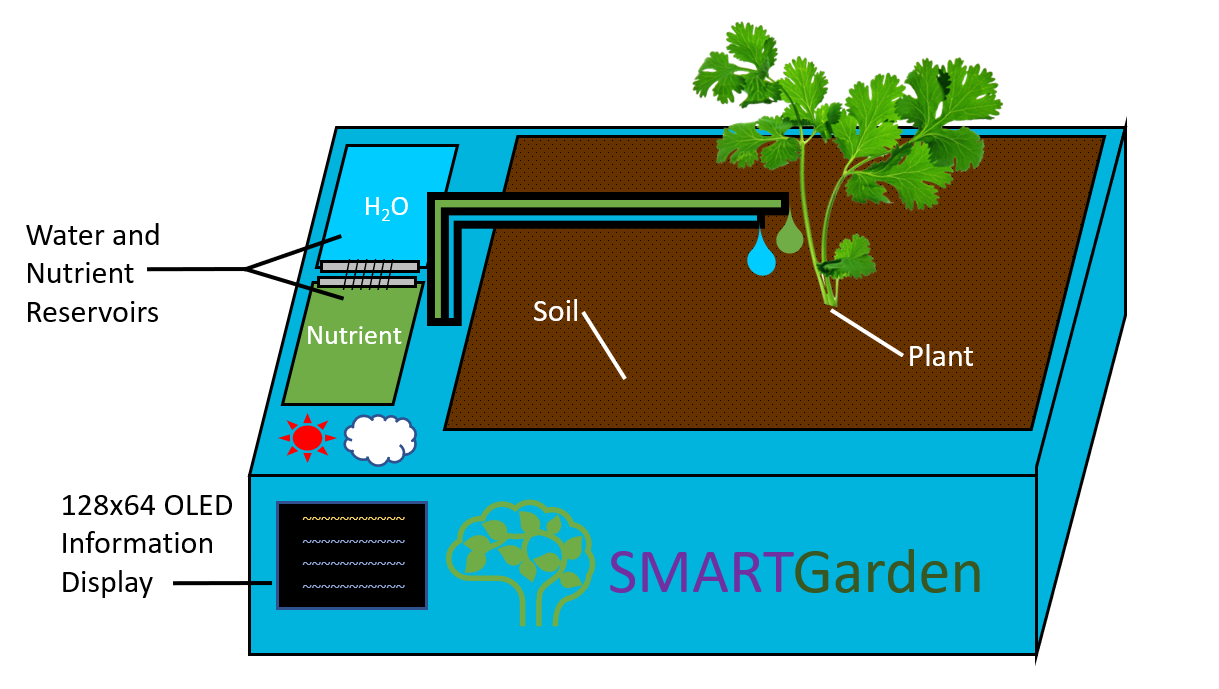 H₂O
Water and
Nutrient
Reservoirs
Nutrient
Soil
Plant
128x64 OLED
Information
Display
~~~~~~~~~~~
~~~~~~~~~~~
~~~~~~~~~~~
~~~~~~~~~~~
SMARTGarden